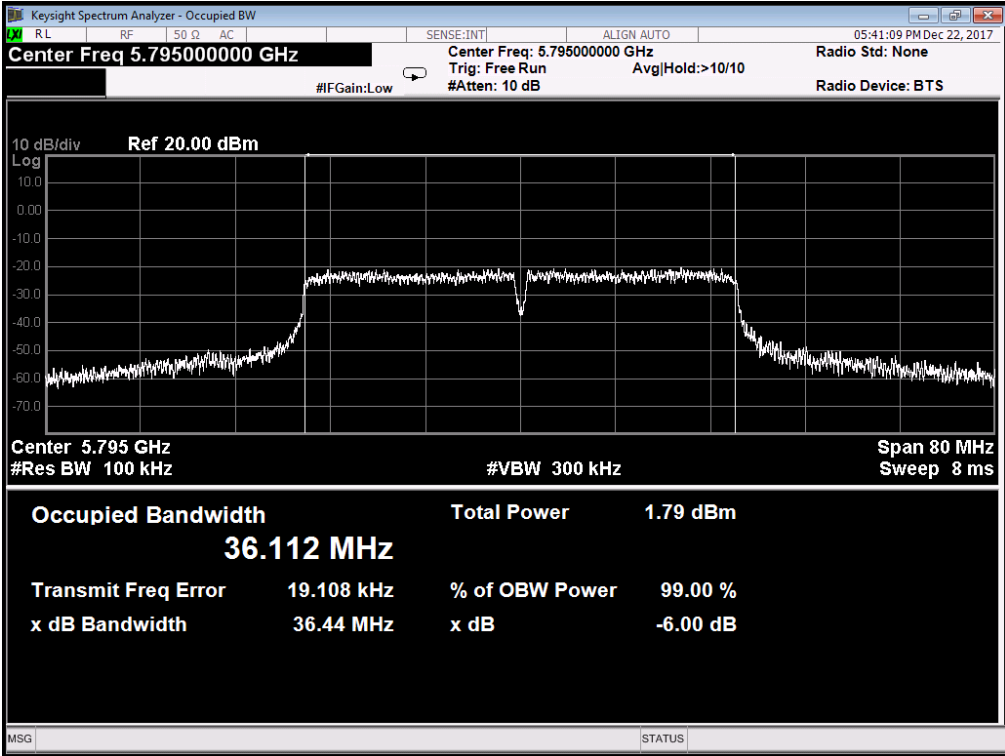 Keysight Spectrum Analyzer - Occupied BW
LXI RL RF 50 Ω AC SENSE:INT ALIGN AUTO 05:41:09 PM Dec 22, 2017
Center Freq 5.795000000 GHz Center Freq: 5.795000000 GHz Radio Std: None
Trig: Free Run Avg|Hold:>10/10
#IFGain:Low #Atten: 10 dB Radio Device: BTS
10 dB/div Ref 20.00 dBm
Log
10.0
0.00
-10.0
-20.0
-30.0
-40.0
-50.0
-60.0
-70.0
Center 5.795 GHz Span 80 MHz
#Res BW 100 kHz #VBW 300 kHz Sweep 8 ms
Occupied Bandwidth Total Power 1.79 dBm
36.112 MHz
Transmit Freq Error 19.108 kHz % of OBW Power 99.00 %
x dB Bandwidth 36.44 MHz x dB -6.00 dB
MSG STATUS